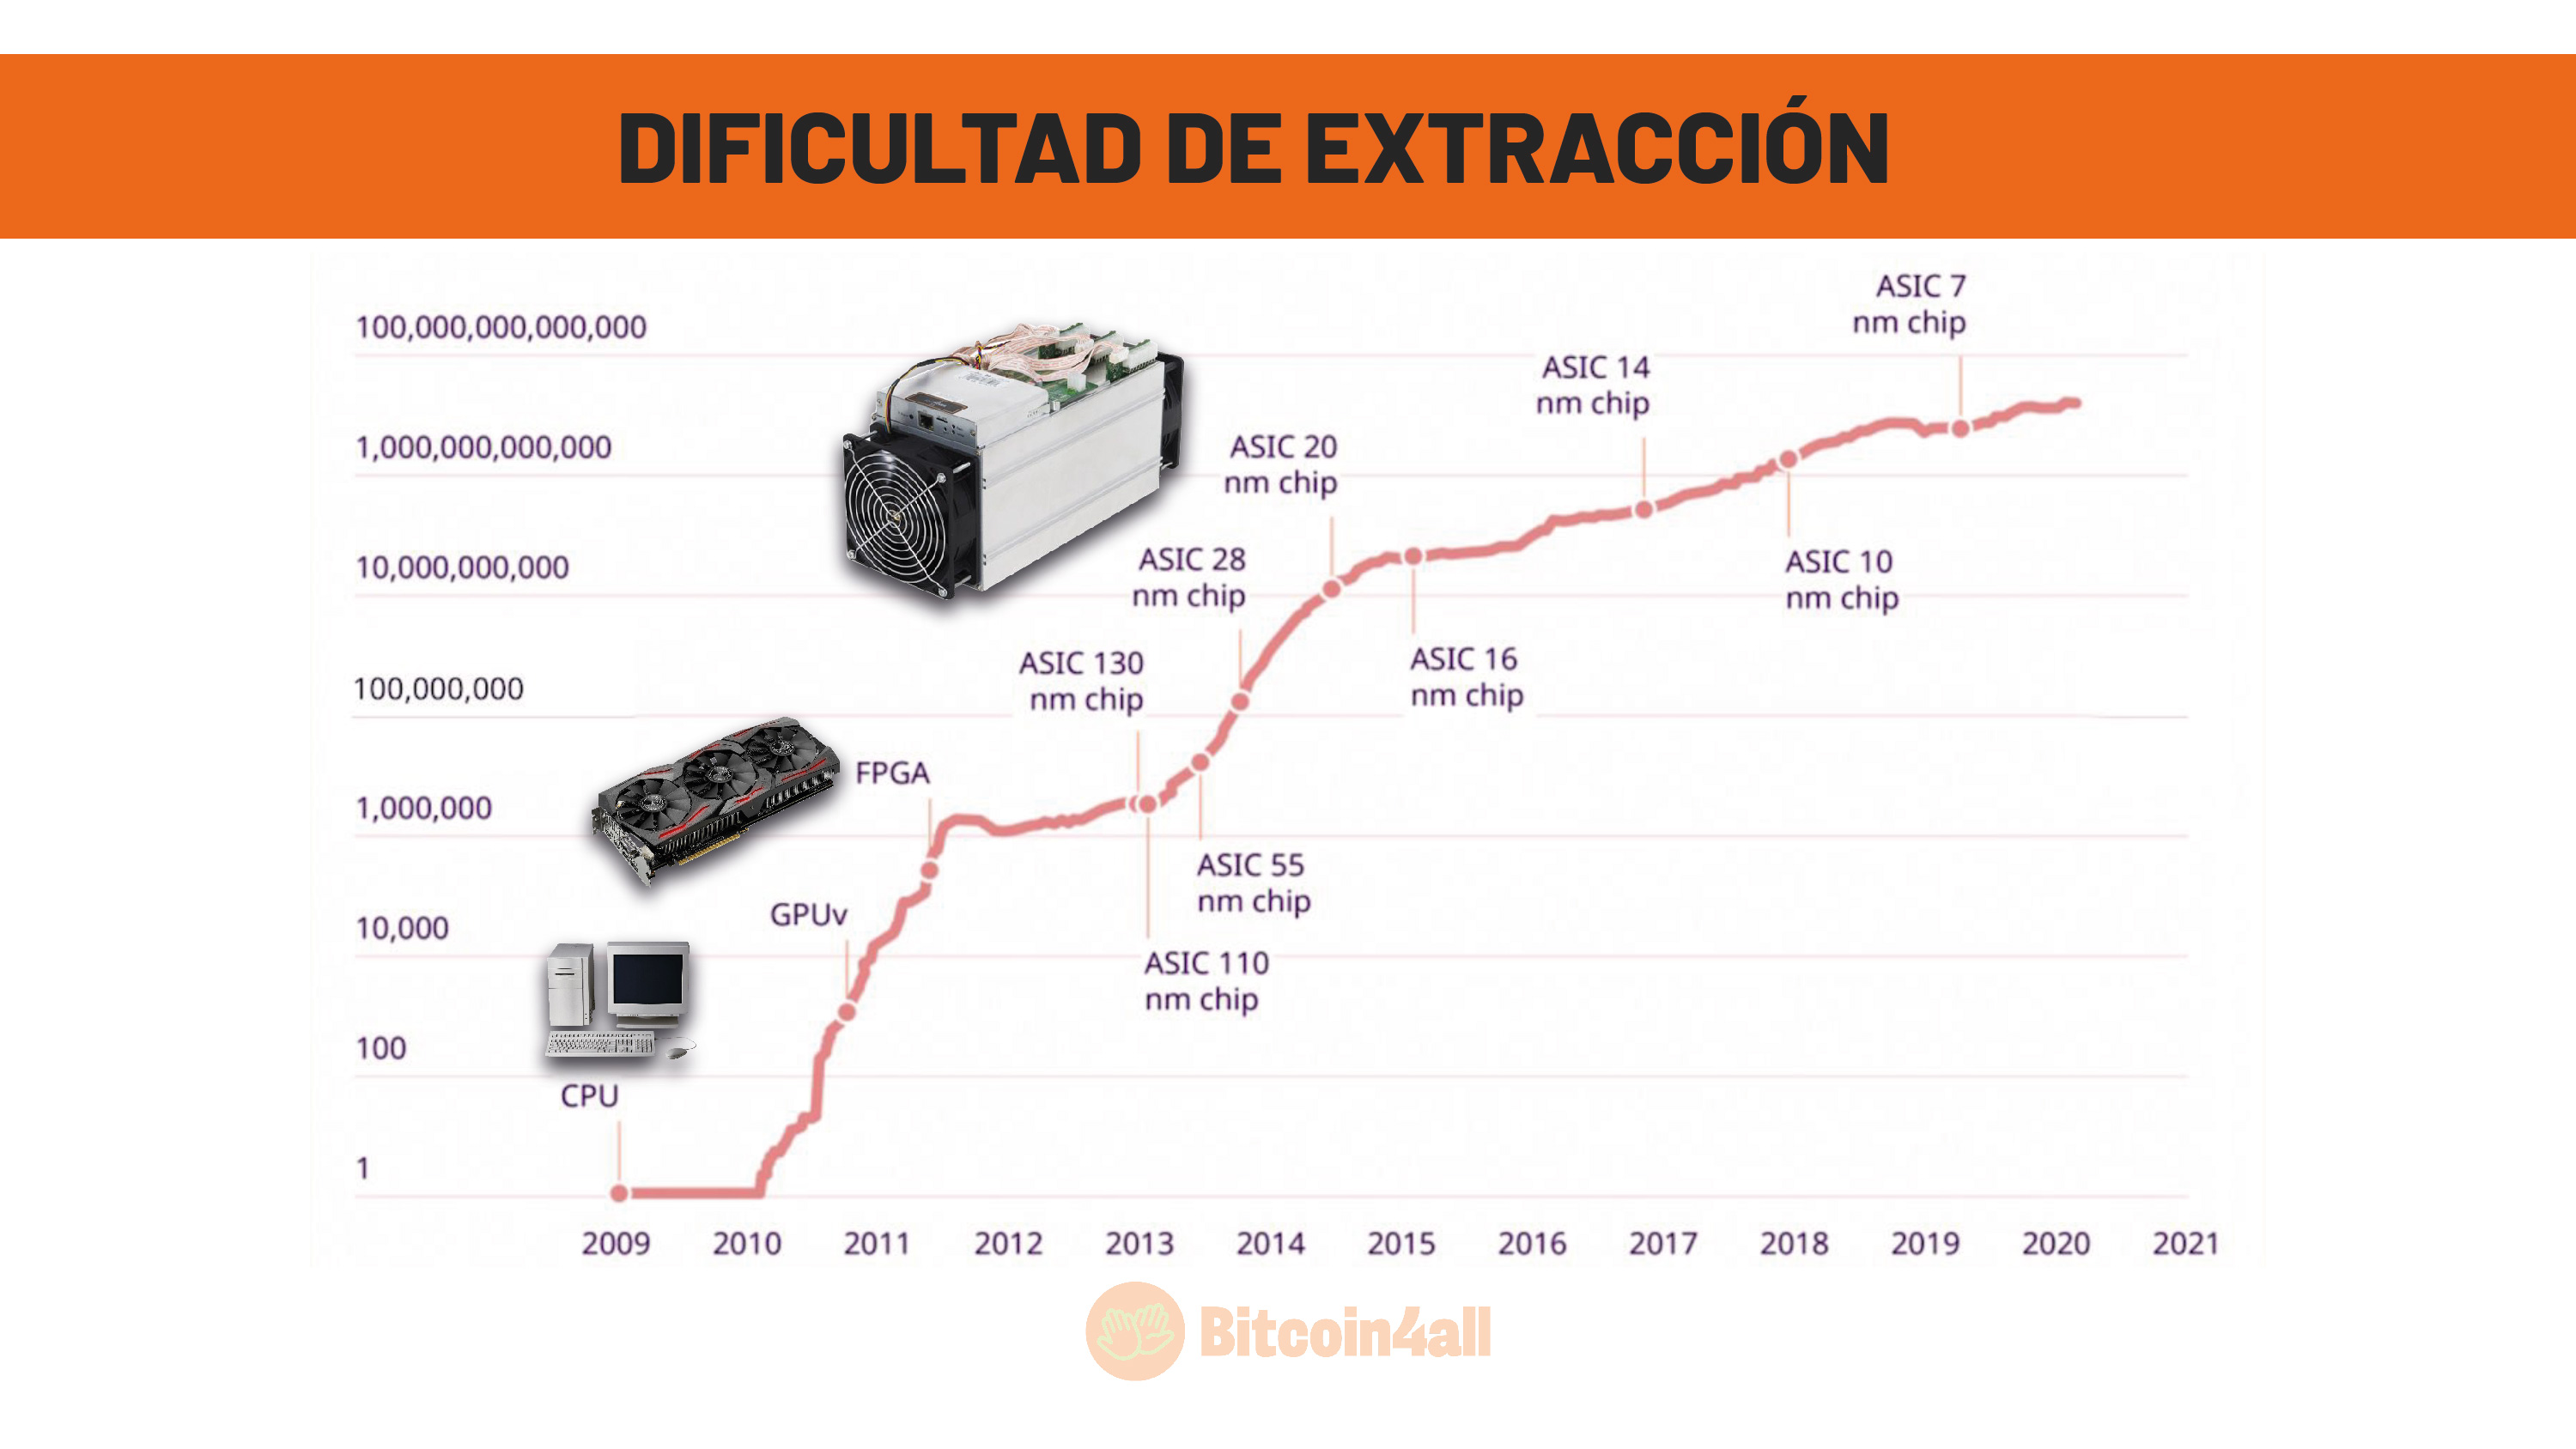 DIFICULTAD DE EXTRACCIÓN
ASIC 7
nm chip
100,000,000,000,000
ASIC 14
nm chip
1,000,000,000,000
ASIC 20
nm chip
10,000,000,000
ASIC 28
nm chip
ASIC 10
nm chip
100,000,000
ASIC 130
nm chip
ASIC 16
nm chip
FPGA
1,000,000
ASIC 55
nm chip
GPUv
10,000
ASIC 110
nm chip
100
CPU
1
2009 2010 2011 2012 2013 2014 2015 2016 2017 2018 2019 2020 2021
Bitcoin4all